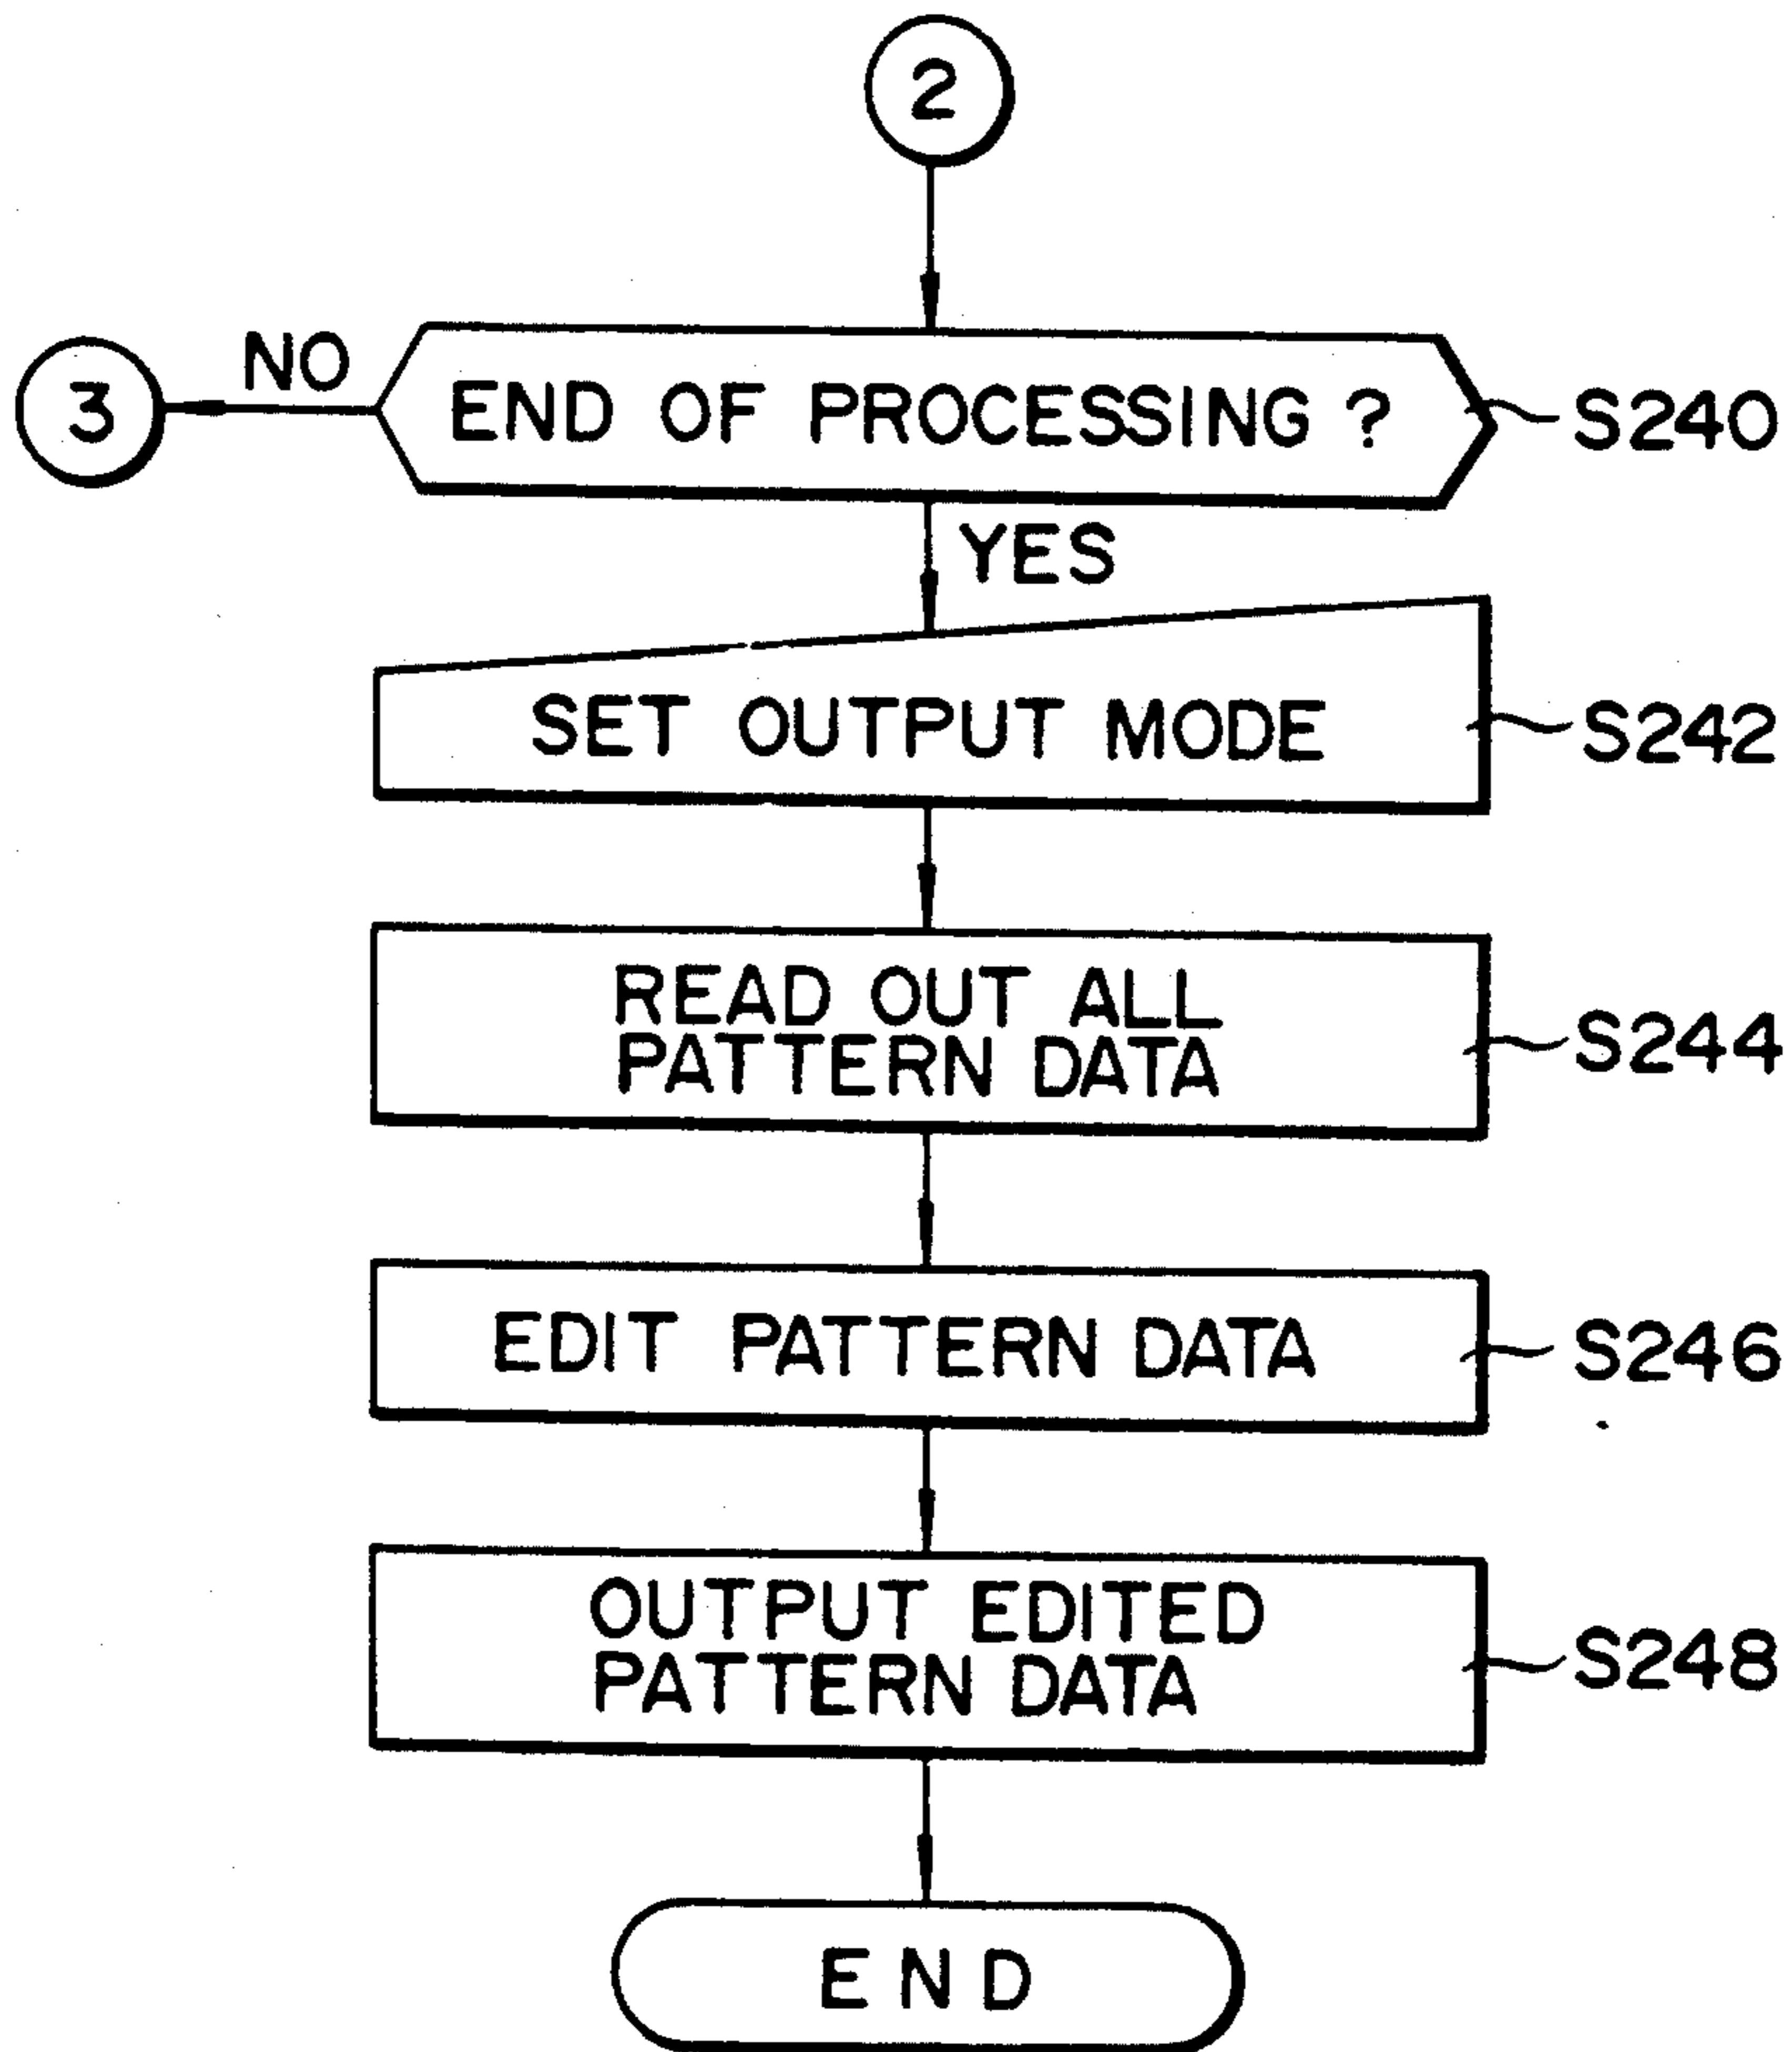 2
3
NO
END OF PROCESSING ?
S240
YES
SET OUTPUT MODE
S242
READ OUT ALL
PATTERN DATA
S244
EDIT PATTERN DATA
S246
OUTPUT EDITED
PATTERN DATA
S248
END